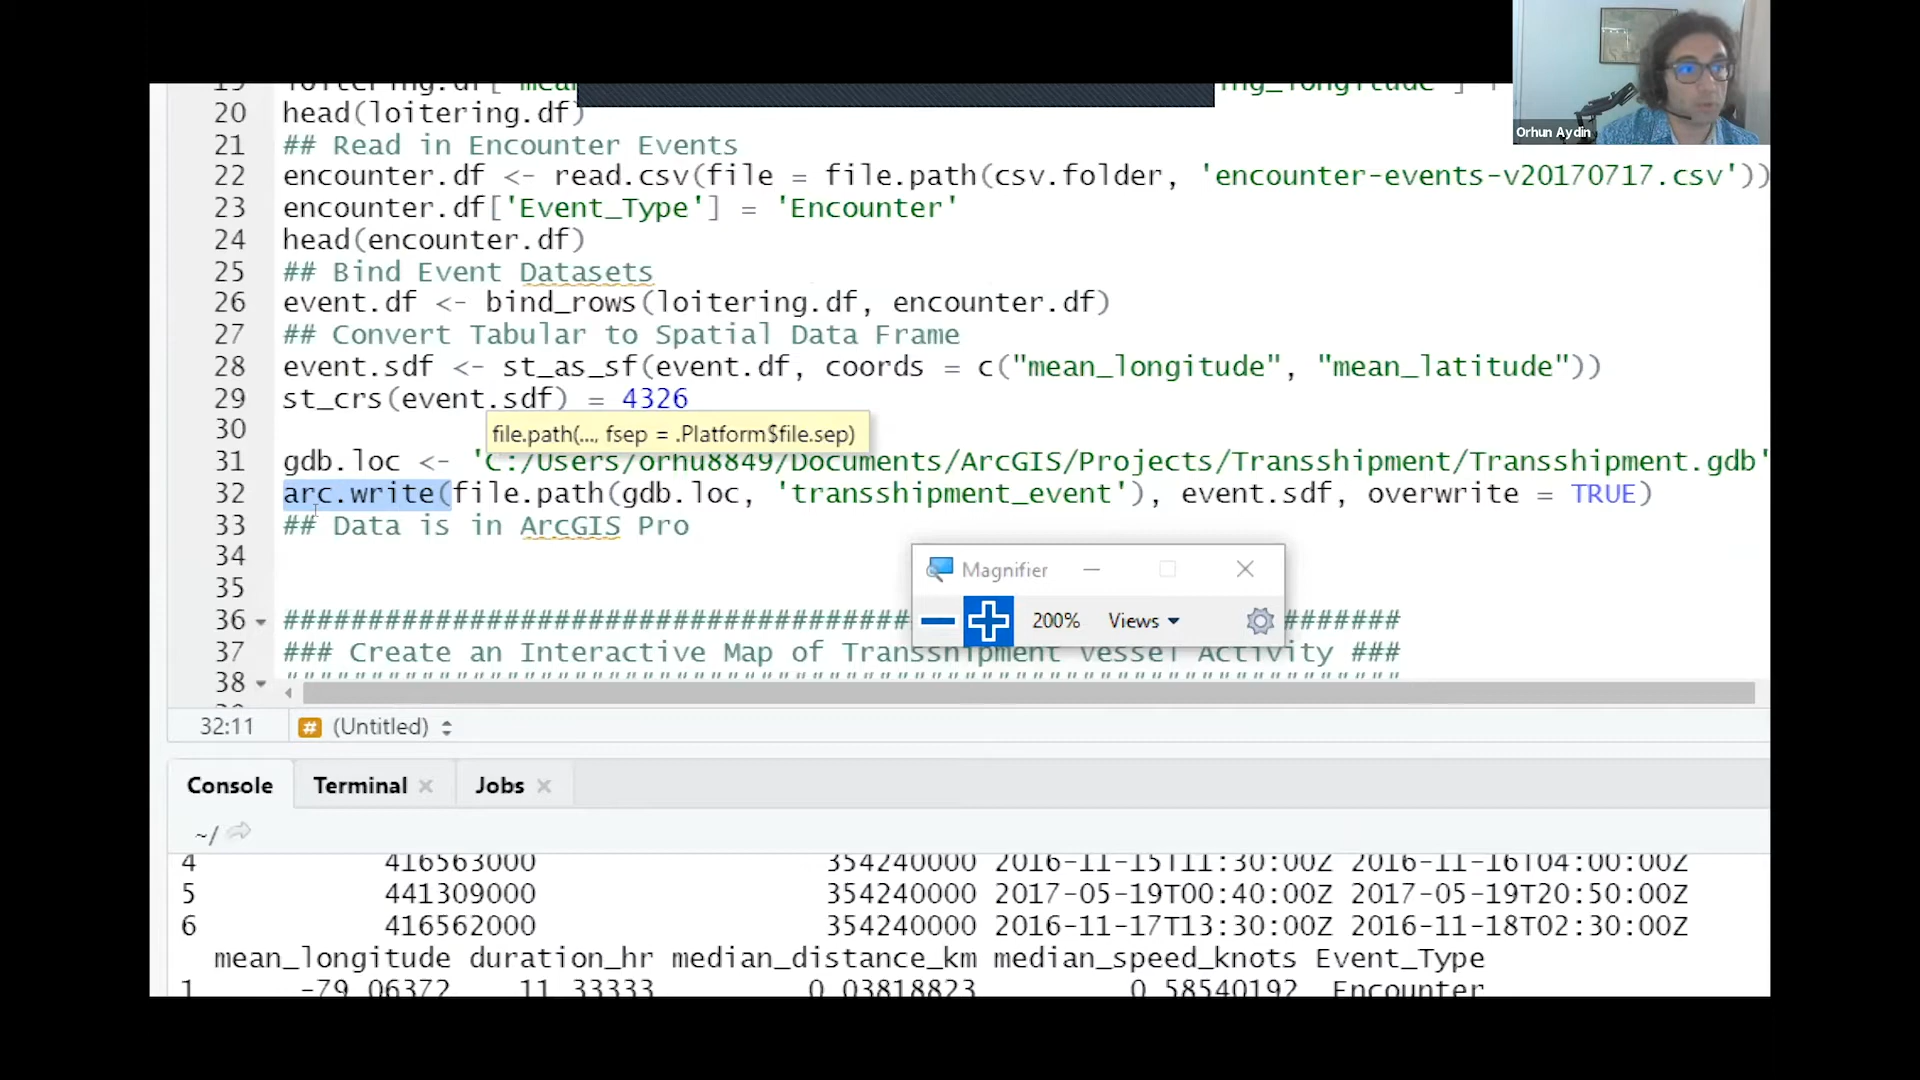 Orhun Aydin
20 head(loitering.df)
21 ## Read in Encounter Events
22 encounter.df <- read.csv(file = file.path(csv.folder, 'encounter-events-v20170717.csv'))
23 encounter.df['Event_Type'] = 'Encounter'
24 head(encounter.df)
25 ## Bind Event Datasets
26 event.df <- bind_rows(loitering.df, encounter.df)
27 ## Convert Tabular to Spatial Data Frame
28 event.sdf <- st_as_sf(event.df, coords = c("mean_longitude", "mean_latitude"))
29 st_crs(event.sdf) = 4326
30
file.path(..., fsep = .Platform$file.sep)
31 gdb.loc <- 'C:/Users/orhu8849/Documents/ArcGIS/Projects/Transshipment/Transshipment.gdb'
32 arc.write(file.path(gdb.loc, 'transshipment_event'), event.sdf, overwrite = TRUE)
33 ## Data is in ArcGIS Pro
34
Magnifier
35
36 ############################################
200% Views
37 ### Create an Interactive Map of Transshipment Vessel Activity ###
38
32:11 # (Untitled)
Console Terminal Jobs
~/
4 416563000 354240000 2016-11-15T11:30:00Z 2016-11-16T04:00:00Z
5 441309000 354240000 2017-05-19T00:40:00Z 2017-05-19T20:50:00Z
6 416562000 354240000 2016-11-17T13:30:00Z 2016-11-18T02:30:00Z
mean_longitude duration_hr median_distance_km median_speed_knots Event_Type
1 -79.06372 11.33333 0.03818823 0.58540192 Encounter